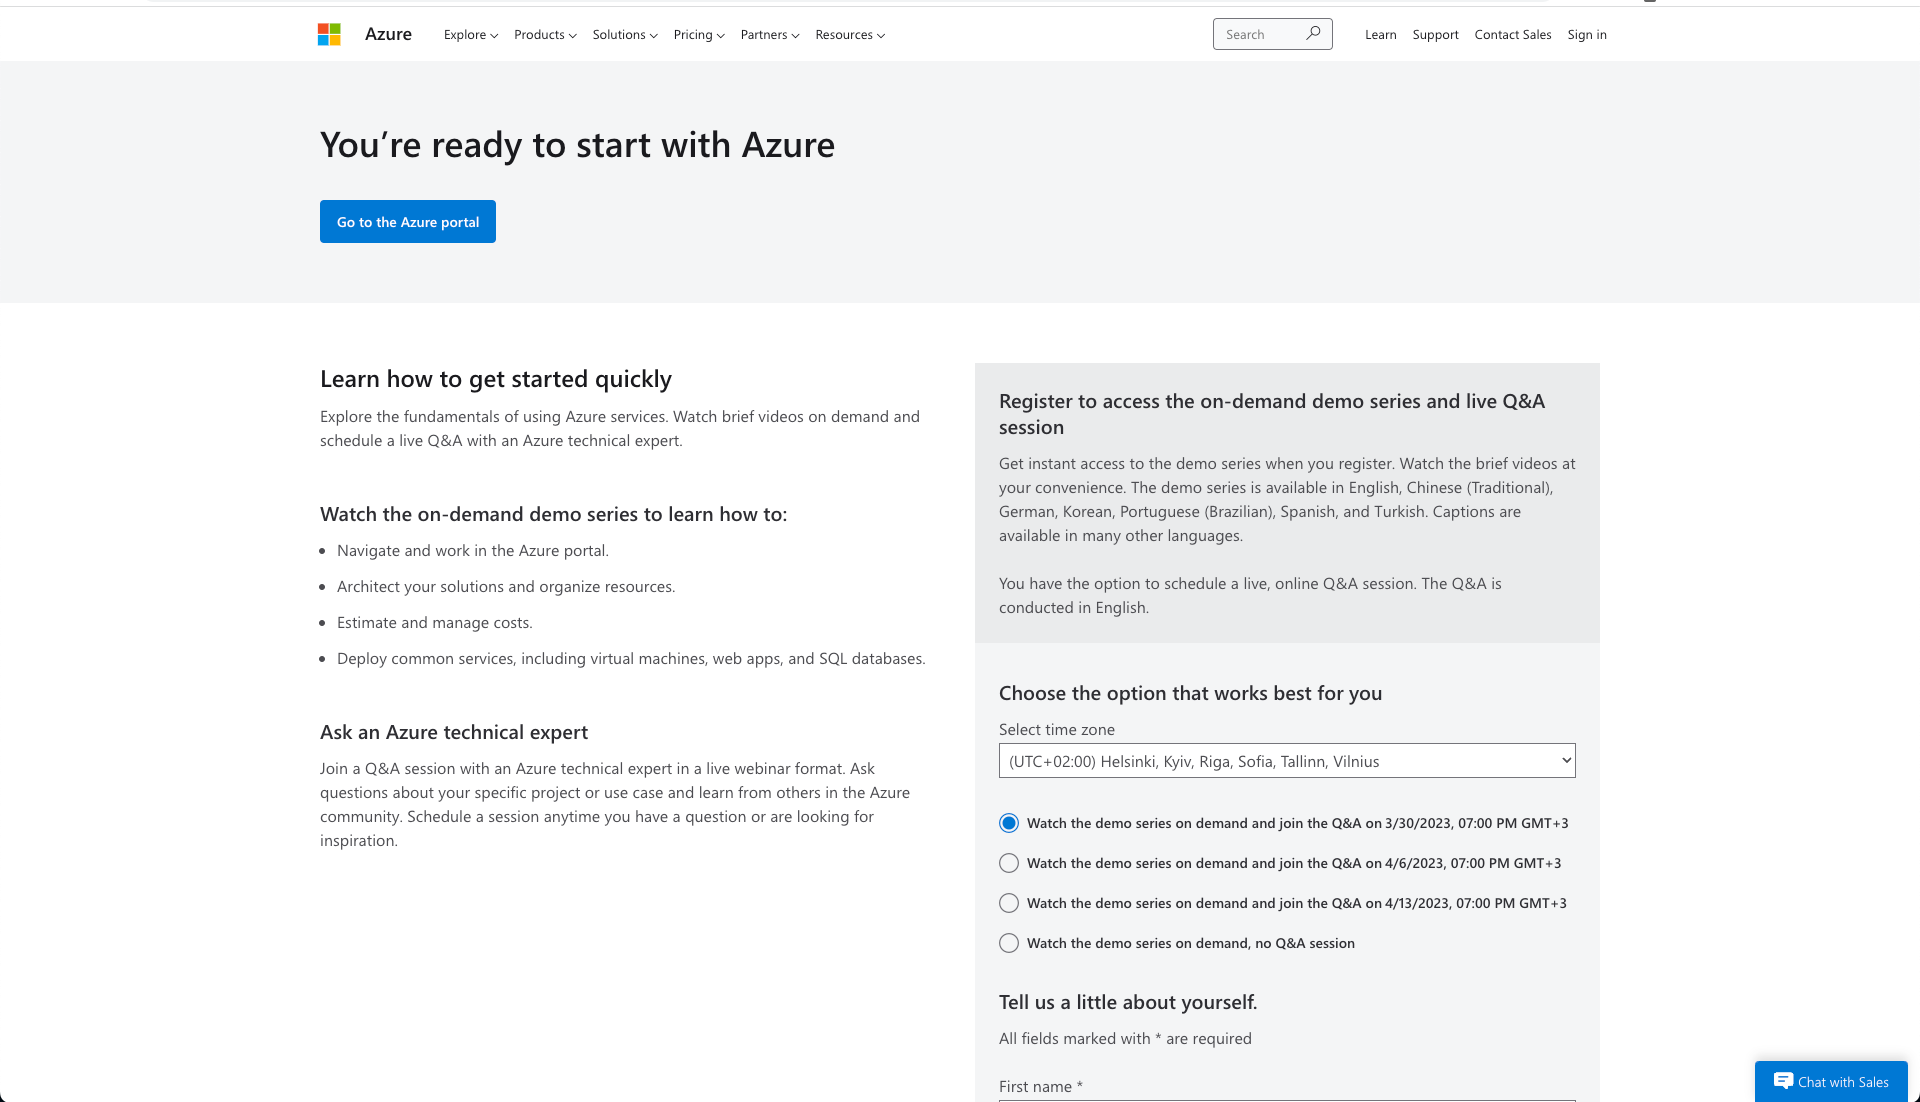 Azure
Explore
Products
Solutions
Pricing
Partners
Resources
Search
Learn
Support
Contact Sales
Sign in
You’re ready to start with Azure
Go to the Azure portal
Learn how to get started quickly
Explore the fundamentals of using Azure services. Watch brief videos on demand and
schedule a live Q&A with an Azure technical expert.
Watch the on-demand demo series to learn how to:
• Navigate and work in the Azure portal.
• Architect your solutions and organize resources.
• Estimate and manage costs.
• Deploy common services, including virtual machines, web apps, and SQL databases.
Ask an Azure technical expert
Join a Q&A session with an Azure technical expert in a live webinar format. Ask
questions about your specific project or use case and learn from others in the Azure
community. Schedule a session anytime you have a question or are looking for
inspiration.
Register to access the on-demand demo series and live Q&A
session
Get instant access to the demo series when you register. Watch the brief videos at
your convenience. The demo series is available in English, Chinese (Traditional),
German, Korean, Portuguese (Brazilian), Spanish, and Turkish. Captions are
available in many other languages.
You have the option to schedule a live, online Q&A session. The Q&A is
conducted in English.
Choose the option that works best for you
Select time zone
(UTC+02:00) Helsinki, Kyiv, Riga, Sofia, Tallinn, Vilnius
Watch the demo series on demand and join the Q&A on 3/30/2023, 07:00 PM GMT+3
Watch the demo series on demand and join the Q&A on 4/6/2023, 07:00 PM GMT+3
Watch the demo series on demand and join the Q&A on 4/13/2023, 07:00 PM GMT+3
Watch the demo series on demand, no Q&A session
Tell us a little about yourself.
All fields marked with * are required
First name *
Chat with Sales